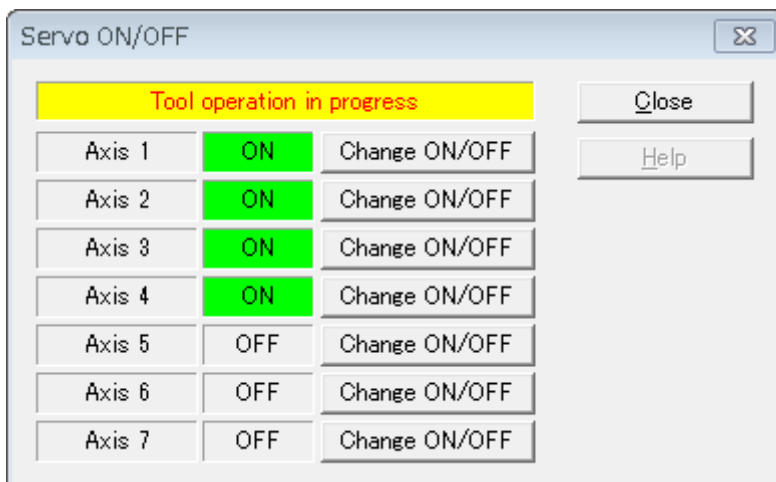 Servo ON/OFF
Tool operation in progress
Close
Axis 1 ON Change ON/OFF
Help
Axis 2 ON Change ON/OFF
Axis 3 ON Change ON/OFF
Axis 4 ON Change ON/OFF
Axis 5 OFF Change ON/OFF
Axis 6 OFF Change ON/OFF
Axis 7 OFF Change ON/OFF